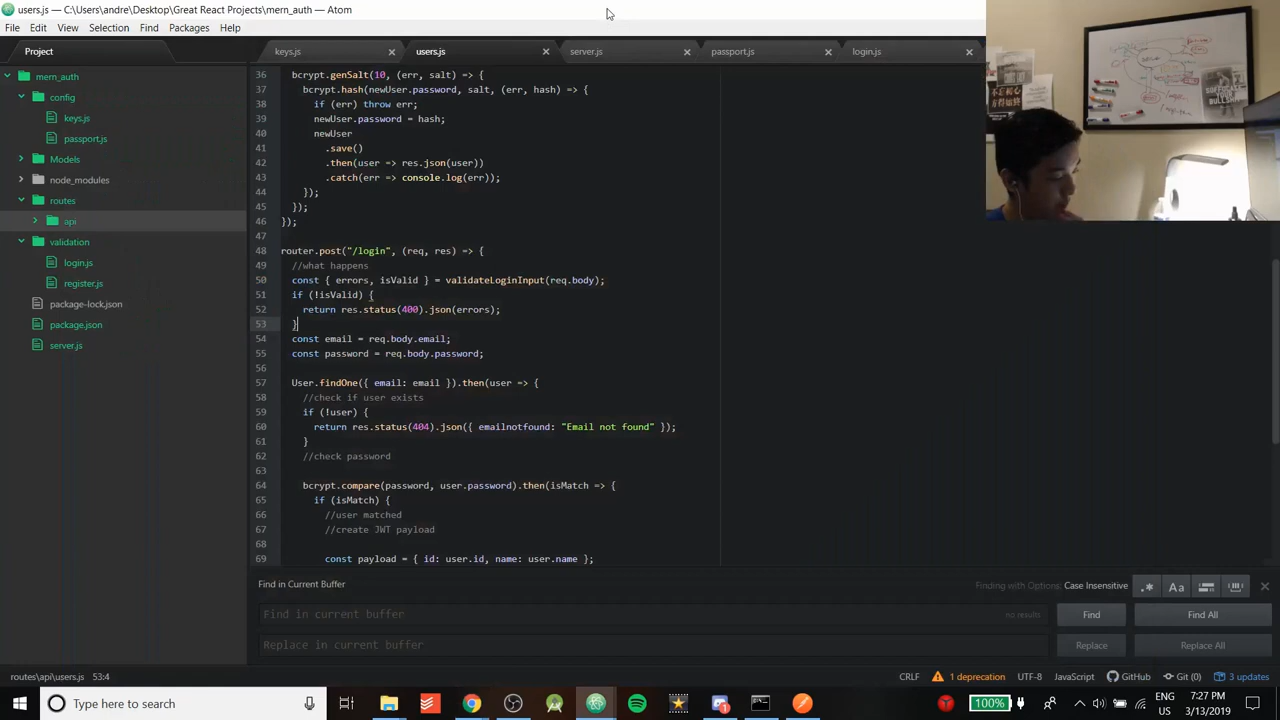 users.js — C:\Users\andre\Desktop\Great React Projects\mern_auth — Atom
File Edit View Selection Find Packages Help
Project
keys.js
users.js
server.js
passport.js
login.js
mern_auth
config
keys.js
passport.js
Models
node_modules
routes
api
validation
login.js
register.js
package-lock.json
package.json
server.js
36 bcrypt.genSalt(10, (err, salt) => {
37 bcrypt.hash(newUser.password, salt, (err, hash) => {
38 if (err) throw err;
39 newUser.password = hash;
40 newUser
41 .save()
42 .then(user => res.json(user))
43 .catch(err => console.log(err));
44 });
45 });
46 });
47
48 router.post("/login", (req, res) => {
49 //what happens
50 const { errors, isValid } = validateLoginInput(req.body);
51 if (!isValid) {
52 return res.status(400).json(errors);
53 }
54 const email = req.body.email;
55 const password = req.body.password;
56
57 User.findOne({ email: email }).then(user => {
58 //check if user exists
59 if (!user) {
60 return res.status(404).json({ emailnotfound: "Email not found" });
61 }
62 //check password
63
64 bcrypt.compare(password, user.password).then(isMatch => {
65 if (isMatch) {
66 //user matched
67 //create JWT payload
68
69 const payload = { id: user.id, name: user.name };
Find in Current Buffer
Finding with Options: Case Insensitive
.* Aa
Find in current buffer
no results
Find
Find All
Replace in current buffer
Replace
Replace All
routes\api\users.js 53:4
CRLF 1 deprecation UTF-8 JavaScript GitHub Git (0) 3 updates
Type here to search
100%
ENG
US
7:27 PM
3/13/2019